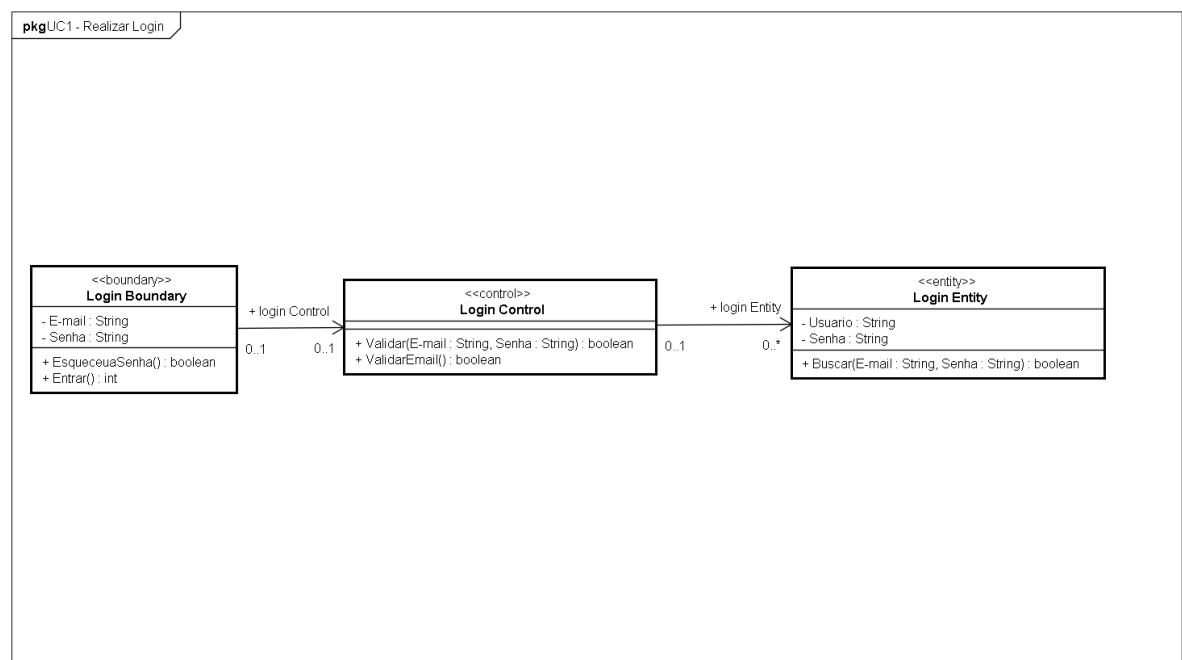 pkgUC1 - Realizar Login
<<boundary>>
Login Boundary
- E-mail : String
- Senha : String
+ EsqueceuaSenha() : boolean
+ Entrar() : int
+ login Control
0..1
0..1
<<control>>
Login Control
+ Validar(E-mail : String, Senha : String) : boolean
+ ValidarEmail() : boolean
+ login Entity
0..1
0..*
<<entity>>
Login Entity
- Usuario : String
- Senha : String
+ Buscar(E-mail : String, Senha : String) : boolean